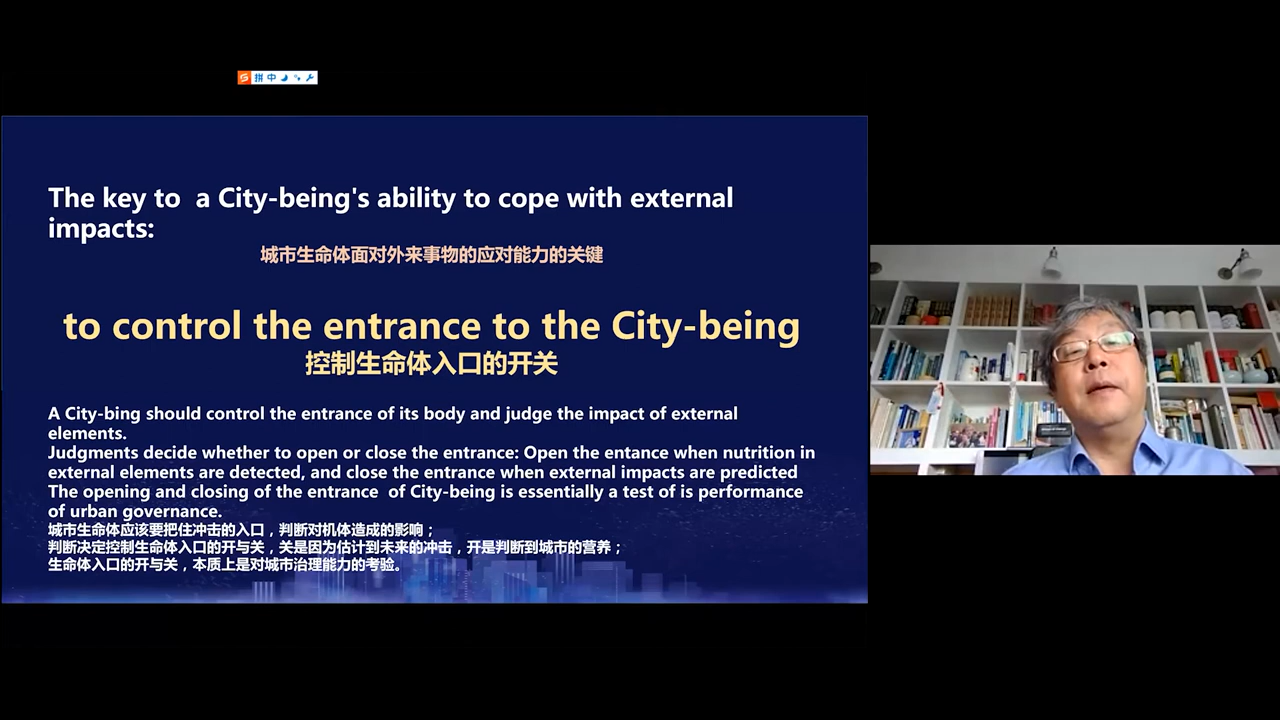 拼 中
The key to a City-being's ability to cope with external
impacts:
城市生命体面对外来事物的应对能力的关键
to control the entrance to the City-being
控制生命体入口的开关
A City-bing should control the entrance of its body and judge the impact of external
elements.
Judgments decide whether to open or close the entrance: Open the entance when nutrition in
external elements are detected, and close the entrance when external impacts are predicted
The opening and closing of the entrance of City-being is essentially a test of is performance
of urban governance.
城市生命体应该要把住冲击的入口，判断对机体造成的影响；
判断决定控制生命体入口的开与关，关是因为估计到未来的冲击，开是判断到城市的营养；
生命体入口的开与关，本质上是对城市治理能力的考验。